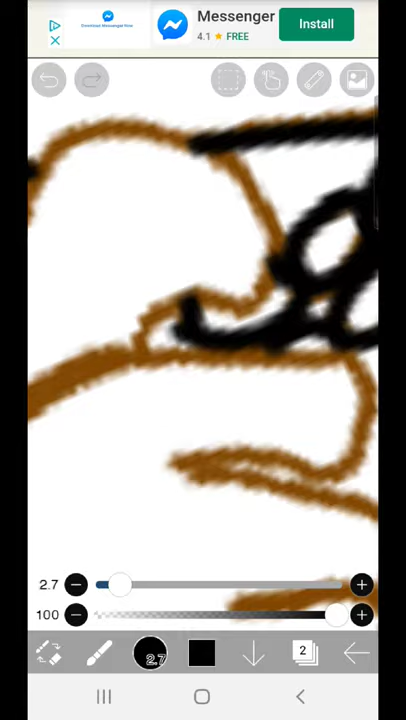 Messenger
Download Messenger Now
Install
4.1 ★ FREE
2.7
100
2.7
2